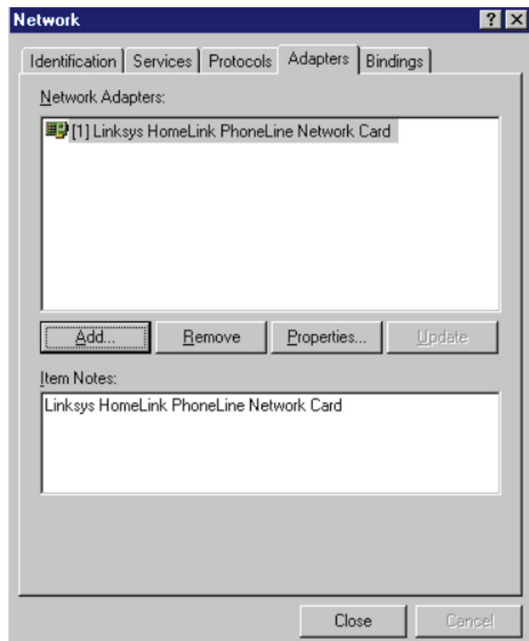 Network
Identification Services Protocols Adapters Bindings
Network Adapters:
[1] Linksys HomeLink PhoneLine Network Card
Add... Remove Properties... Update
Item Notes:
Linksys HomeLink PhoneLine Network Card
Close Cancel